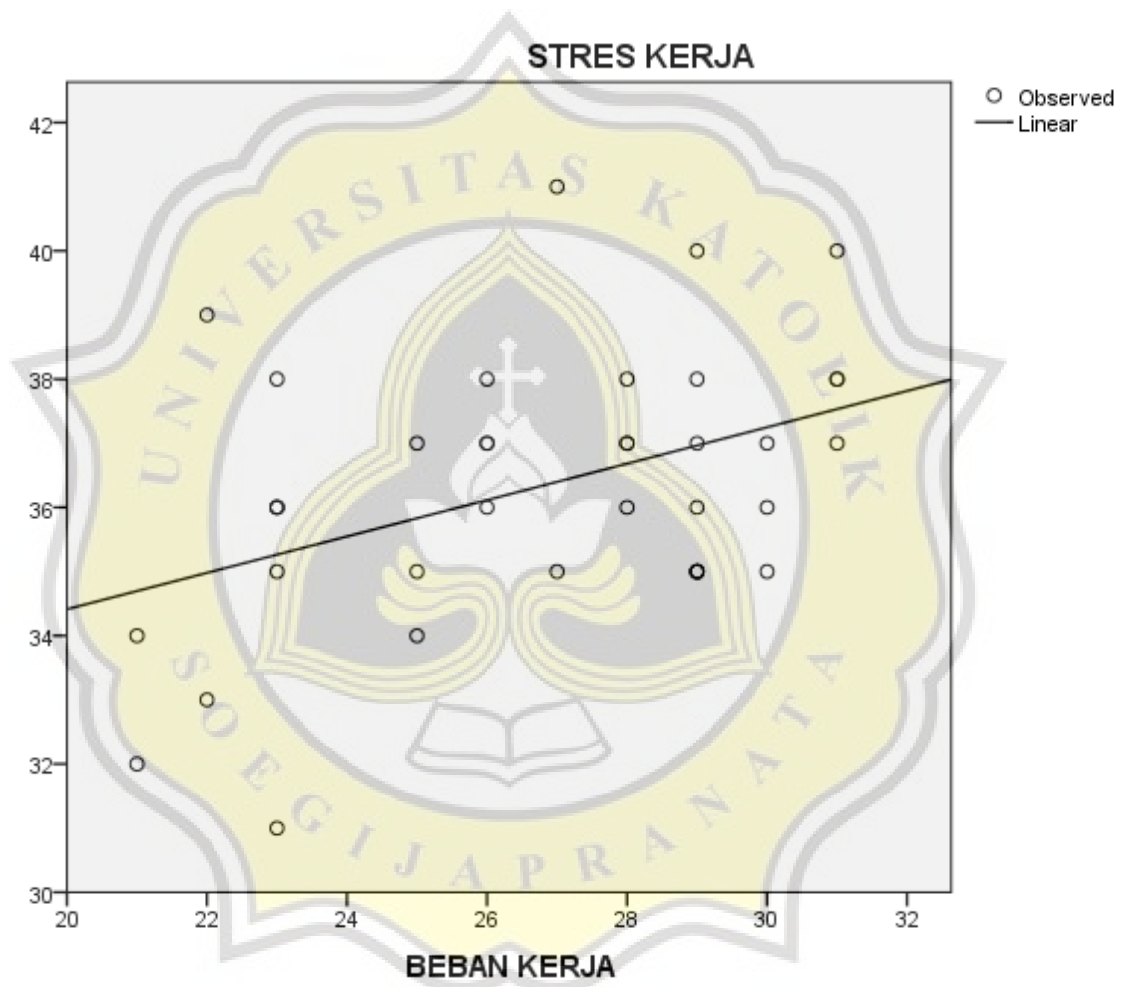 STRES KERJA
Observed
Linear
42
40
38
36
34
32
30
20 22 24 26 28 30 32
BEBAN KERJA
UNIVERSITAS KATOLIK
SOEGIJAPRANATA